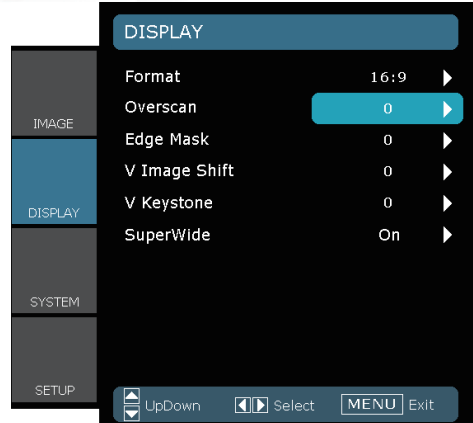 DISPLAY
Format 16:9
Overscan 0
Edge Mask 0
V Image Shift 0
V Keystone 0
SuperWide On
IMAGE
DISPLAY
SYSTEM
SETUP
UpDown Select MENU Exit